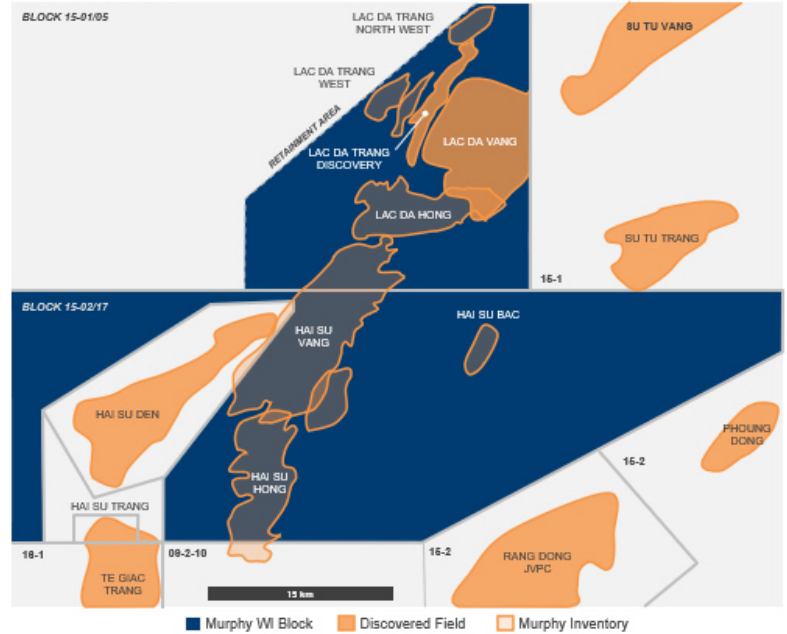 BLOCK 15-01/05
LAC DA TRANG
NORTH WEST
SU TU VANG
LAC DA TRANG
WEST
RETAINMENT AREA
LAC DA TRANG
DISCOVERY
LAC DA VANG
LAC DA HONG
SU TU TRANG
15-1
BLOCK 15-02/17
HAI SU BAC
HAI SU
VANG
HAI SU DEN
PHOUNG
DONG
15-2
HAI SU
HONG
HAI SU TRANG
16-1
09-2-10
15-2
RANG DONG
JVPC
TE GIAC
TRANG
15 km
Murphy WI Block
Discovered Field
Murphy Inventory